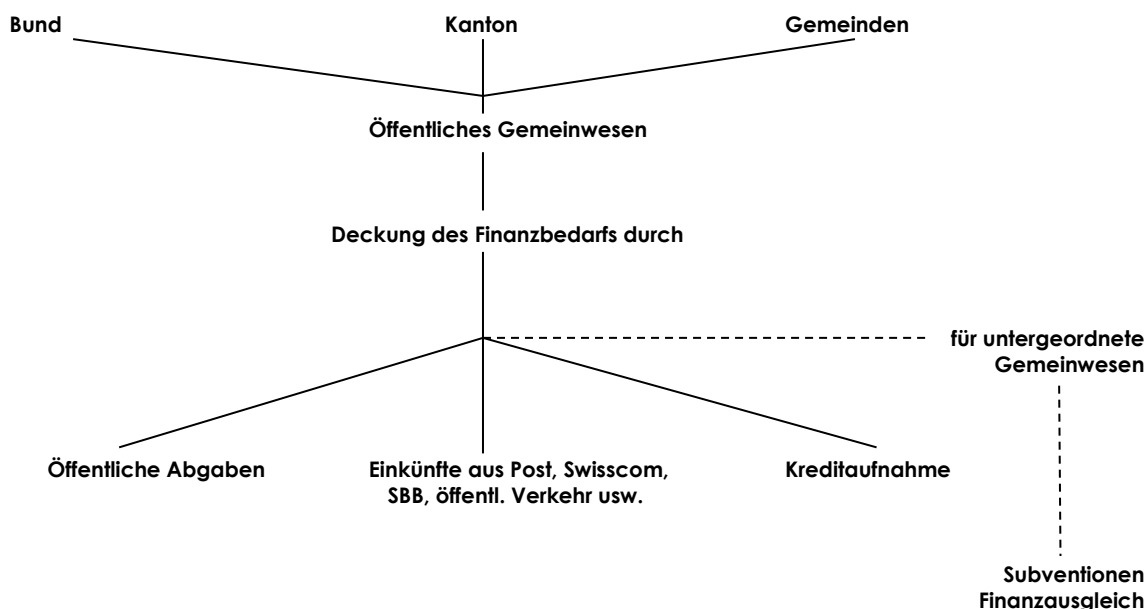 Bund
Kanton
Gemeinden
Öffentliches Gemeinwesen
Deckung des Finanzbedarfs durch
für untergeordnete
Gemeinwesen
Öffentliche Abgaben
Einkünfte aus Post, Swisscom,
SBB, öffentl. Verkehr usw.
Kreditaufnahme
Subventionen
Finanzausgleich